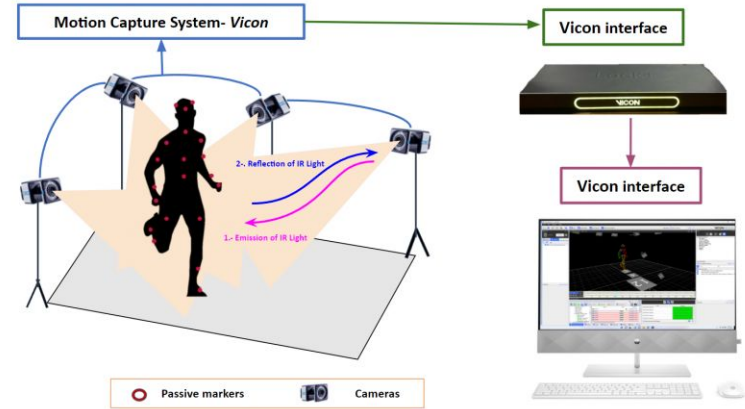 Motion Capture System- Vicon
Vicon interface
VICON
Vicon interface
2-. Reflection of IR Light
1.- Emission of IR Light
Passive markers
Cameras